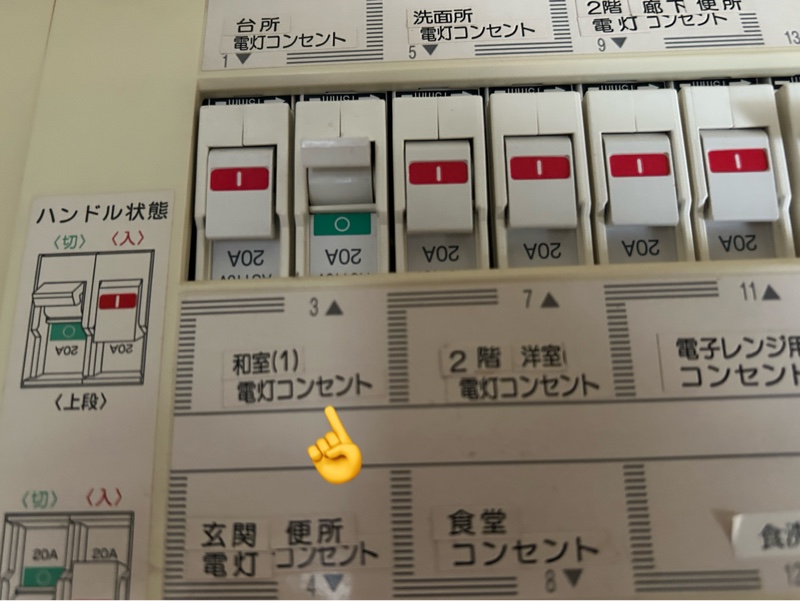 台所
電灯コンセント
1▼
洗面所
電灯コンセント
5▼
2階 廊下 便所
電灯 コンセント
9▼
13
20A
20A
20A
20A
20A
20A
ハンドル状態
〈切〉 〈入〉
20A 20A
〈上段〉
3▲
和室(1)
電灯コンセント
7▲
2階 洋室
電灯コンセント
11▲
電子レンジ用
コンセント
〈切〉 〈入〉
20A 20A
玄関 便所
電灯 コンセント
4▼
食堂
コンセント
8▼
食洗
12